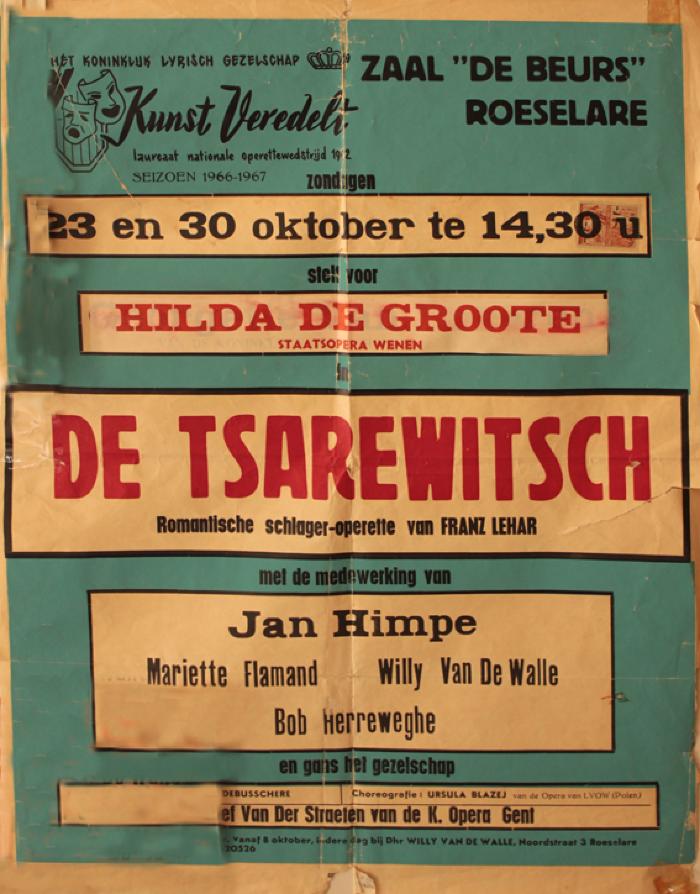 HET KONINKLIJK LYRISCH GEZELSCHAP
Kunst Veredelt
laureaat nationale operettewedstrijd
SEIZOEN 1966-1967
ZAAL "DE BEURS"
ROESELARE
zondagen
23 en 30 oktober te 14,30 u
stelt voor
HILDA DE GROOTE
STAATSOPERA WENEN
in
DE TSAREWITSCH
Romantische schlager-operette van FRANZ LEHAR
met de medewerking van
Jan Himpe
Mariette Flamand Willy Van De Walle
Bob Herreweghe
en gans het gezelschap
DEBUSSCHERE Choreografie : URSULA BLAZEJ van de Opera van LVOW (Polen)
Van Der Straeten van de K. Opera Gent
Vanaf 8 oktober, iedere dag bij Dhr WILLY VAN DE WALLE, Noordstraat 3 Roeselare
20526